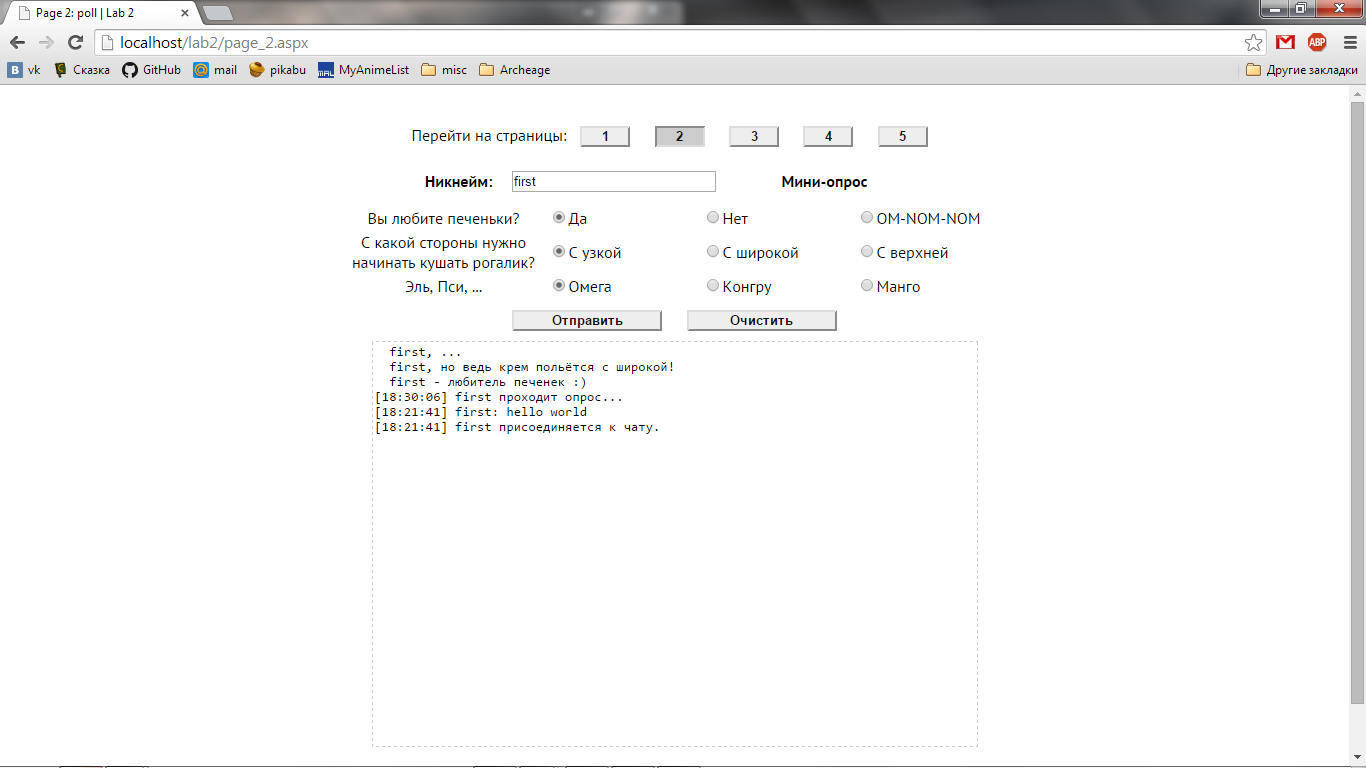 Page 2: poll | Lab 2
localhost/lab2/page_2.aspx
ABP
vk Сказка GitHub mail pikabu MyAnimeList misc Archeage Другие закладки
Перейти на страницы: 1 2 3 4 5
Никнейм: first Мини-опрос
Вы любите печеньки? Да Нет OM-NOM-NOM
С какой стороны нужно
начинать кушать рогалик? С узкой С широкой С верхней
Эль, Пси, ... Омега Конгру Манго
Отправить Очистить
first, ...
first, но ведь крем польётся с широкой!
first - любитель печенек :)
[18:30:06] first проходит опрос...
[18:21:41] first: hello world
[18:21:41] first присоединяется к чату.